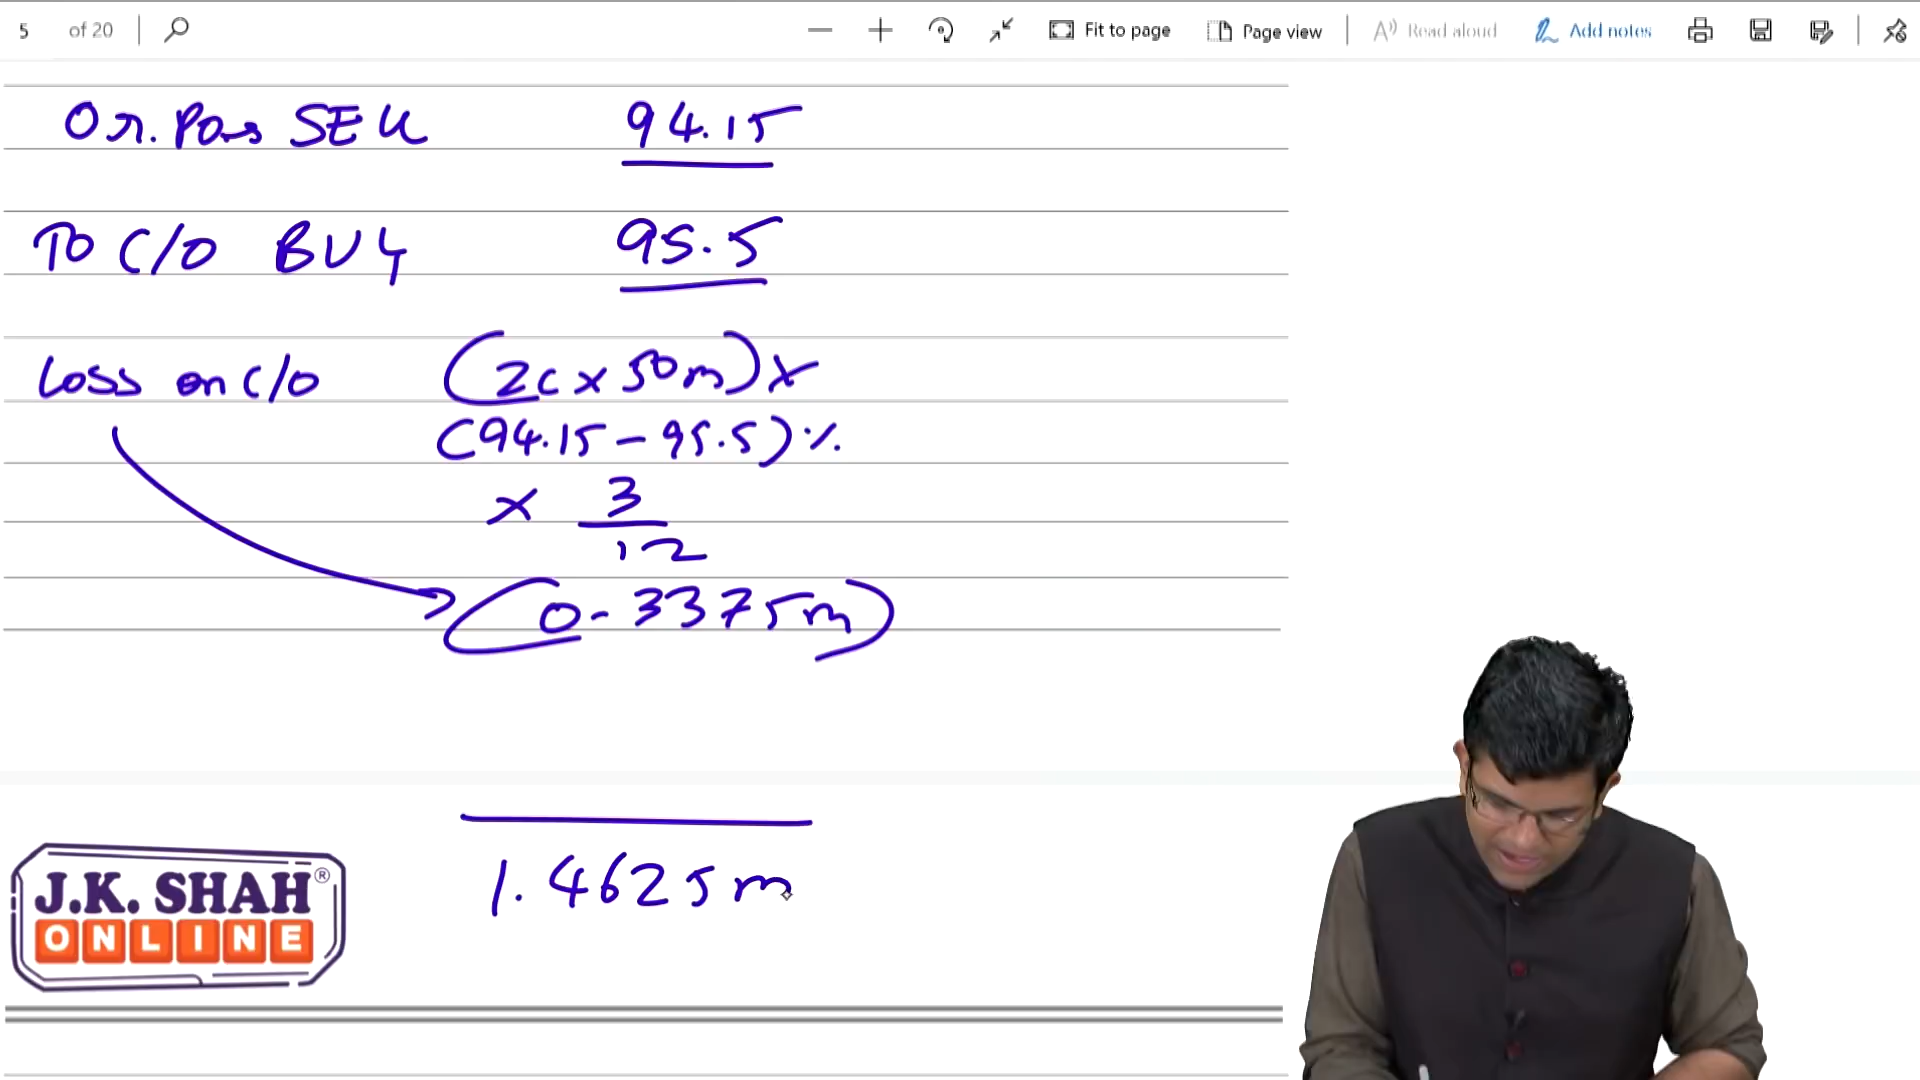 5 of 20 Fit to page Page view Read aloud Add notes
Or. Pos SELL 94.15
To C/O BUY 95.5
Loss on C/O (2c x 50m) x
(94.15 - 95.5) %
x 3
12
(0.3375m)
1.4625m
J.K. SHAH®
ONLINE